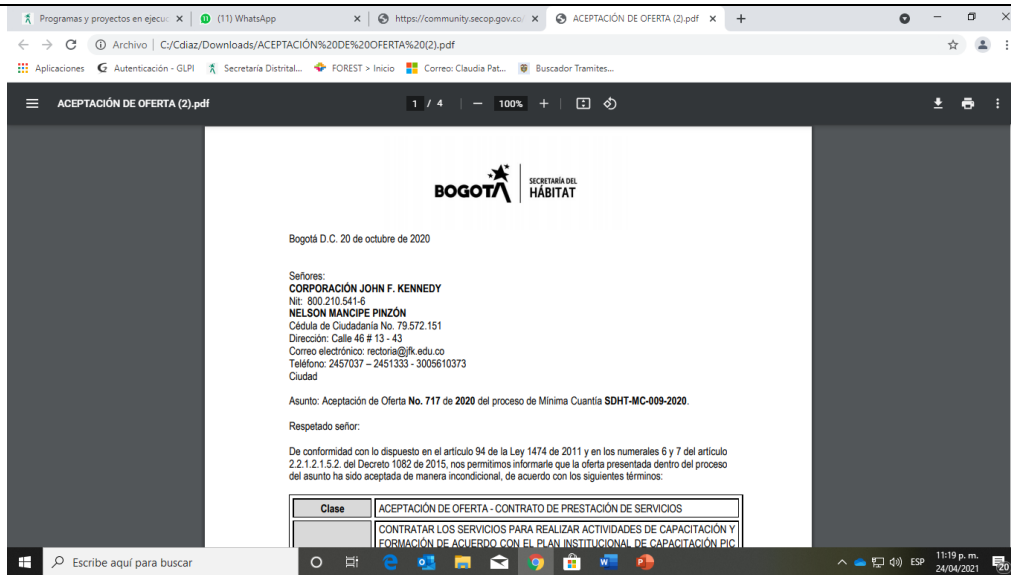 Programas y proyectos en ejecuc
(11) WhatsApp
https://community.secop.gov.co/
ACEPTACIÓN DE OFERTA (2).pdf
Archivo | C:/Cdiaz/Downloads/ACEPTACIÓN%20DE%20OFERTA%20(2).pdf
Aplicaciones
Autenticación - GLPI
Secretaría Distrital...
FOREST > Inicio
Correo: Claudia Pat...
Buscador Tramites...
ACEPTACIÓN DE OFERTA (2).pdf
1 / 4
100%
BOGOTÁ
SECRETARÍA DEL
HÁBITAT
Bogotá D.C. 20 de octubre de 2020
Señores:
CORPORACIÓN JOHN F. KENNEDY
Nit: 800.210.541-6
NELSON MANCIPE PINZÓN
Cédula de Ciudadanía No. 79.572.151
Dirección: Calle 46 # 13 - 43
Correo electrónico: rectoria@jfk.edu.co
Teléfono: 2457037 – 2451333 - 3005610373
Ciudad
Asunto: Aceptación de Oferta No. 717 de 2020 del proceso de Mínima Cuantía SDHT-MC-009-2020.
Respetado señor:
De conformidad con lo dispuesto en el artículo 94 de la Ley 1474 de 2011 y en los numerales 6 y 7 del artículo
2.2.1.2.1.5.2. del Decreto 1082 de 2015, nos permitimos informarle que la oferta presentada dentro del proceso
del asunto ha sido aceptada de manera incondicional, de acuerdo con los siguientes términos:
Clase
ACEPTACIÓN DE OFERTA - CONTRATO DE PRESTACIÓN DE SERVICIOS
CONTRATAR LOS SERVICIOS PARA REALIZAR ACTIVIDADES DE CAPACITACIÓN Y
FORMACIÓN DE ACUERDO CON EL PLAN INSTITUCIONAL DE CAPACITACIÓN PIC
Escribe aquí para buscar
ESP
11:19 p. m.
24/04/2021
20